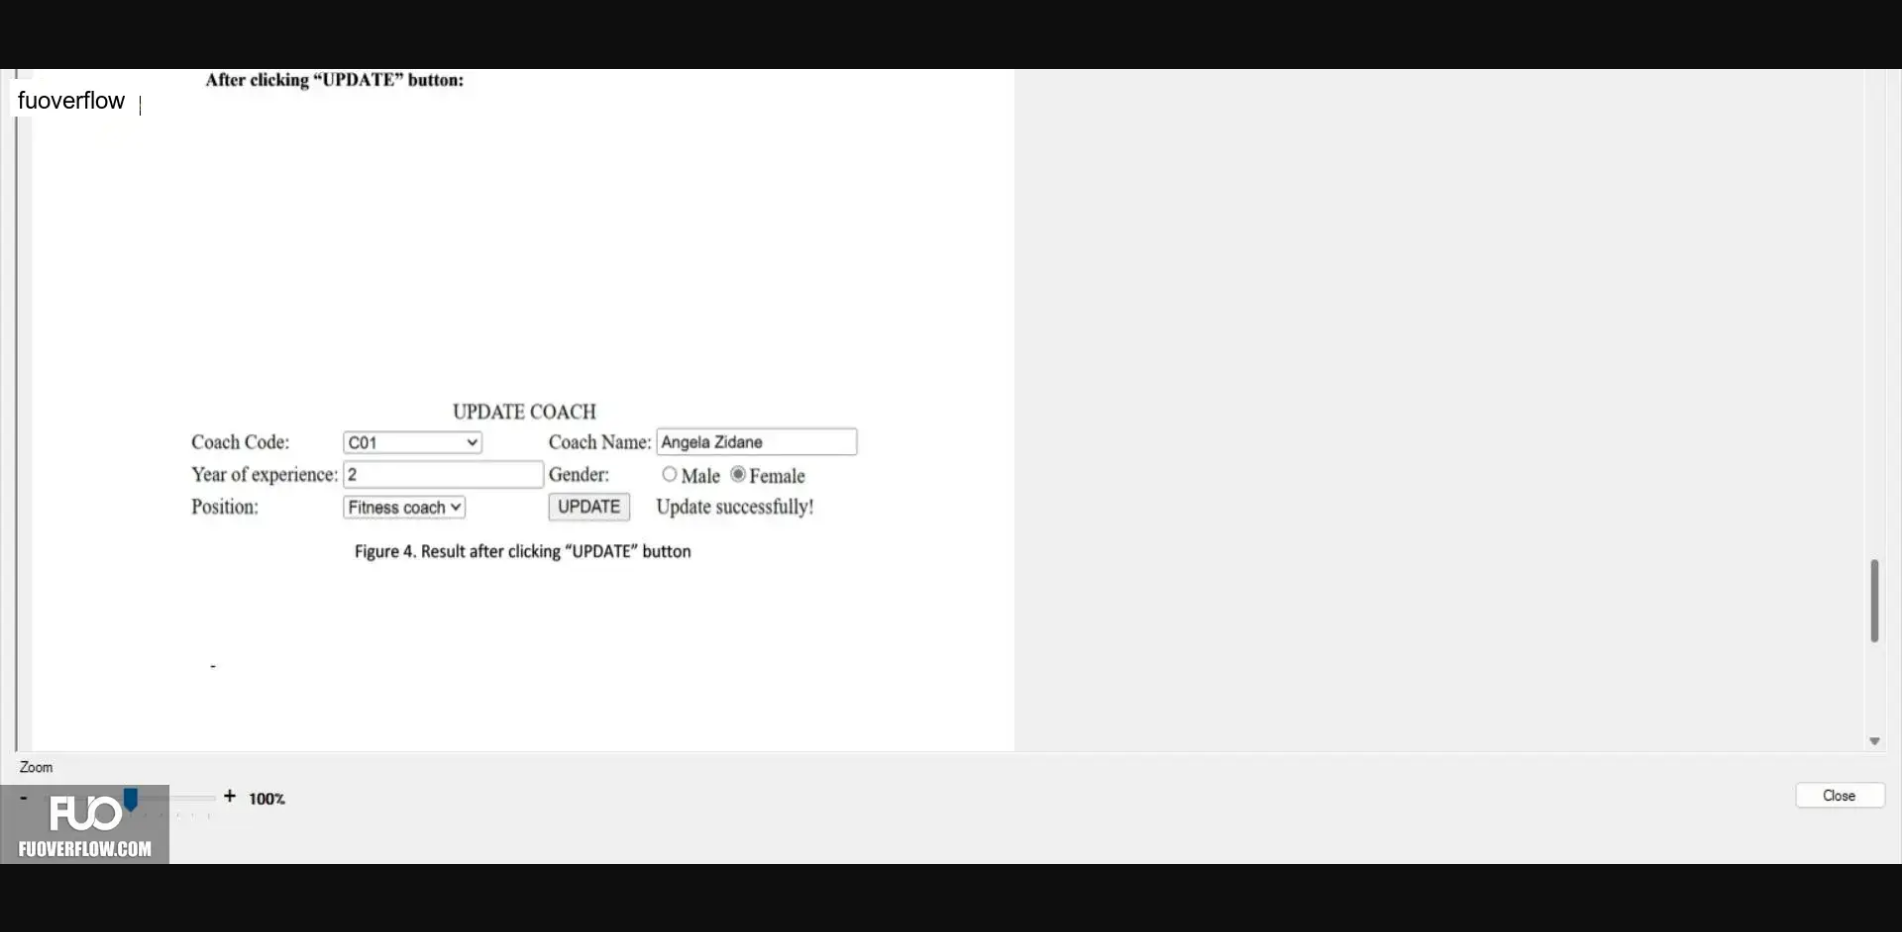 After clicking “UPDATE” button:
fuoverflow |
UPDATE COACH
Coach Code: C01 Coach Name: Angela Zidane
Year of experience: 2 Gender: Male Female
Position: Fitness coach UPDATE Update successfully!
Figure 4. Result after clicking “UPDATE” button
-
Zoom
- + 100%
Close
FUO
FUOVERFLOW.COM